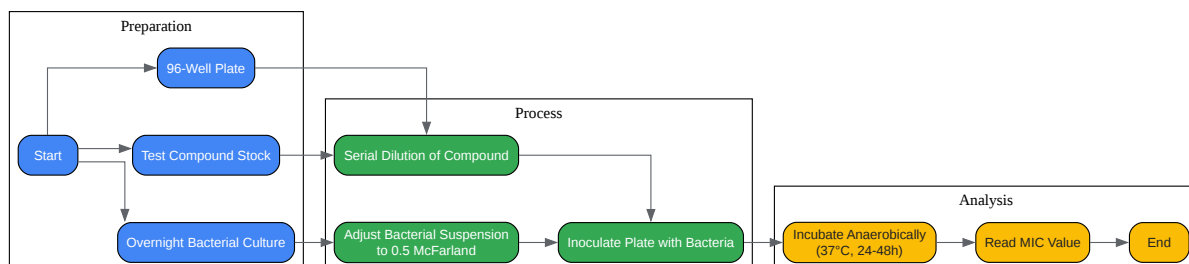 Preparation
96-Well Plate
Start
Test Compound Stock
Overnight Bacterial Culture
Process
Serial Dilution of Compound
Adjust Bacterial Suspension
to 0.5 McFarland
Inoculate Plate with Bacteria
Analysis
Incubate Anaerobically
(37°C, 24-48h)
Read MIC Value
End